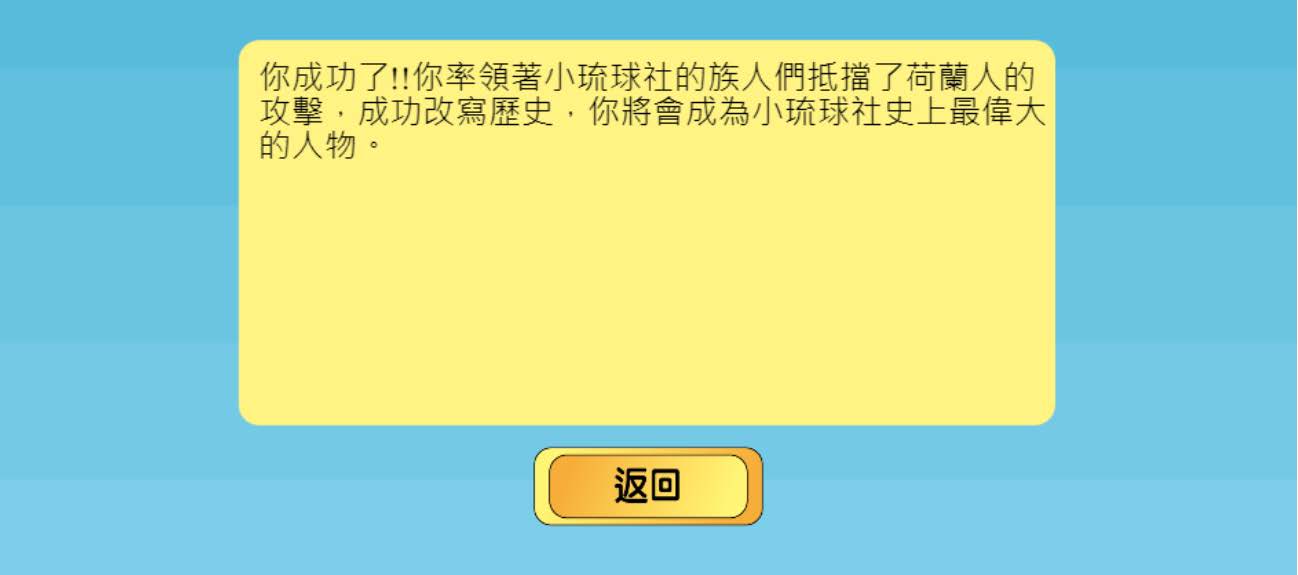 你成功了!!你率領著小琉球社的族人們抵擋了荷蘭人的
攻擊，成功改寫歷史，你將會成為小琉球社史上最偉大
的人物。
返回